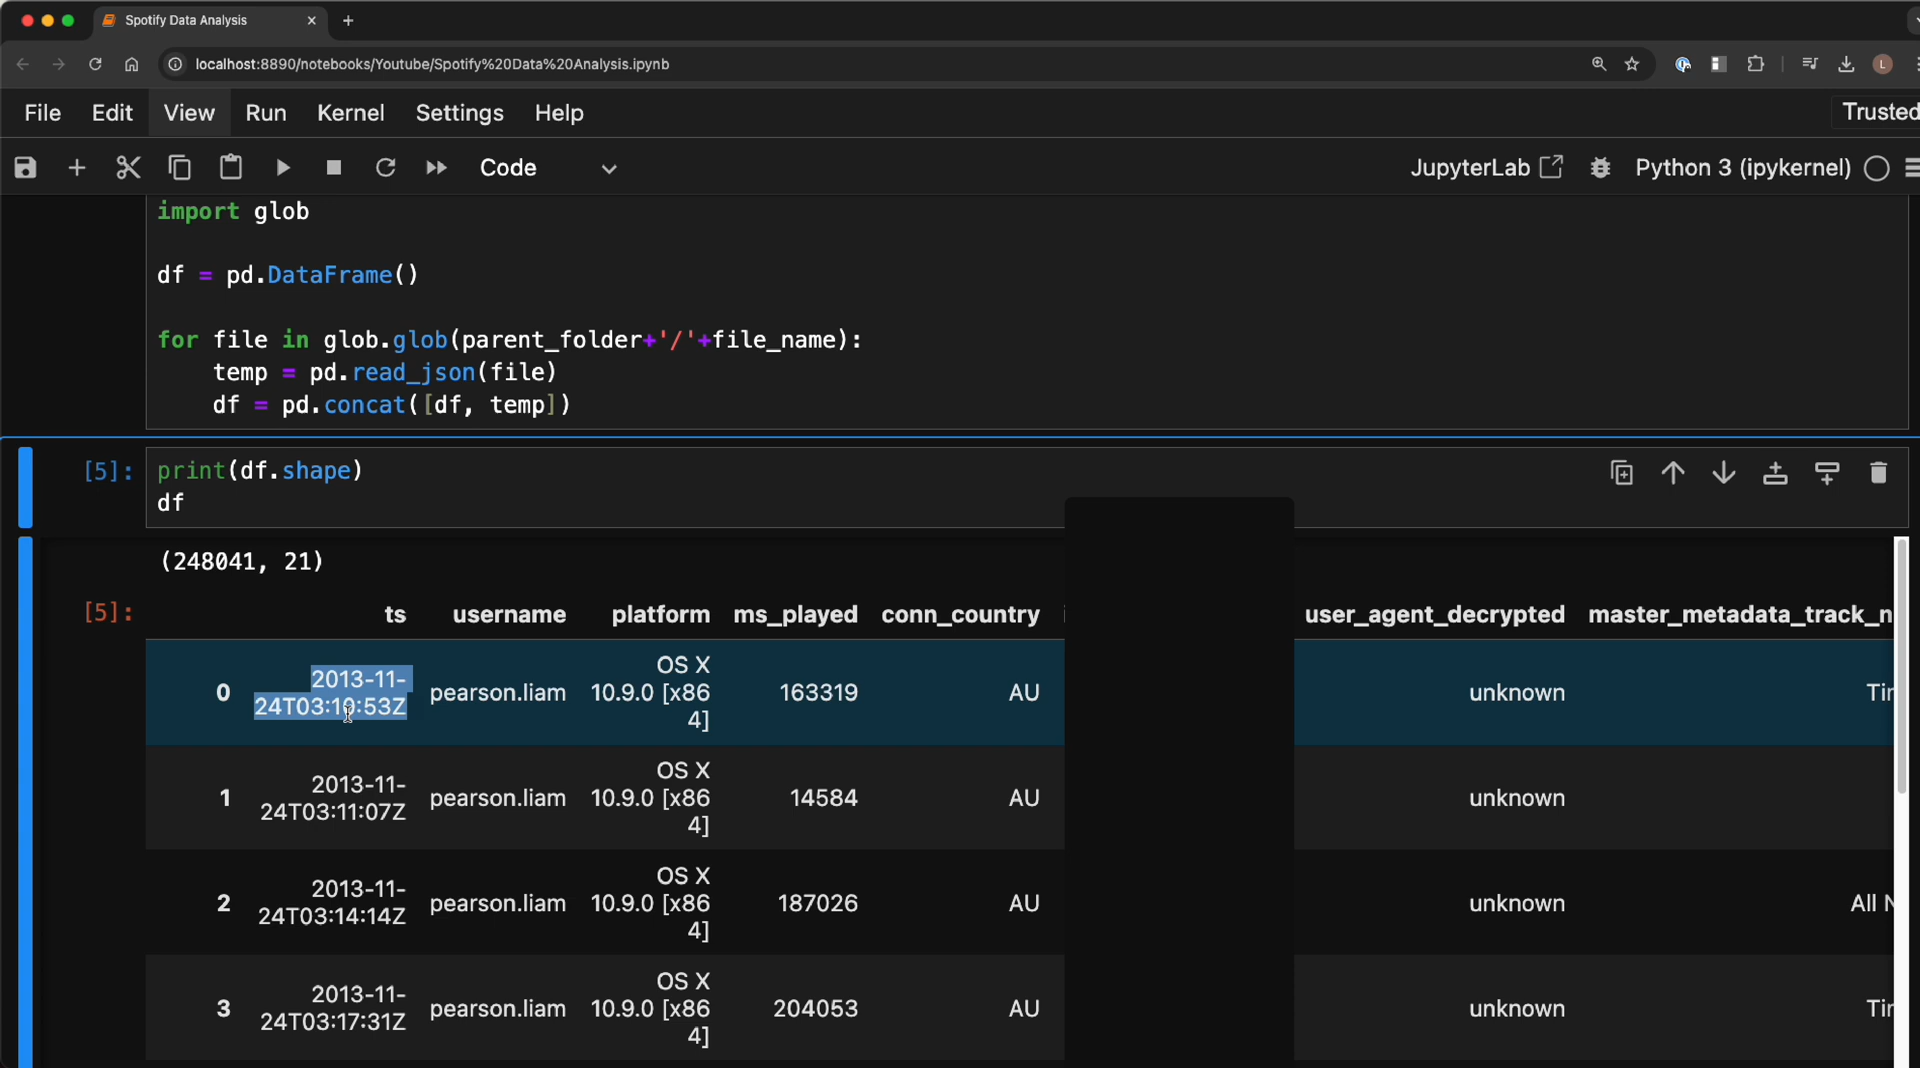 Spotify Data Analysis
localhost:8890/notebooks/Youtube/Spotify%20Data%20Analysis.ipynb
L
File Edit View Run Kernel Settings Help
Trusted
Code
JupyterLab
Python 3 (ipykernel)
import glob
df = pd.DataFrame()
for file in glob.glob(parent_folder+'/'+file_name):
temp = pd.read_json(file)
df = pd.concat([df, temp])
[5]: print(df.shape)
df
(248041, 21)
[5]: ts username platform ms_played conn_country user_agent_decrypted master_metadata_track_n
0 2013-11-24T03:10:53Z pearson.liam OS X 10.9.0 [x86 4] 163319 AU unknown Tir
1 2013-11-24T03:11:07Z pearson.liam OS X 10.9.0 [x86 4] 14584 AU unknown
2 2013-11-24T03:14:14Z pearson.liam OS X 10.9.0 [x86 4] 187026 AU unknown All N
3 2013-11-24T03:17:31Z pearson.liam OS X 10.9.0 [x86 4] 204053 AU unknown Tir